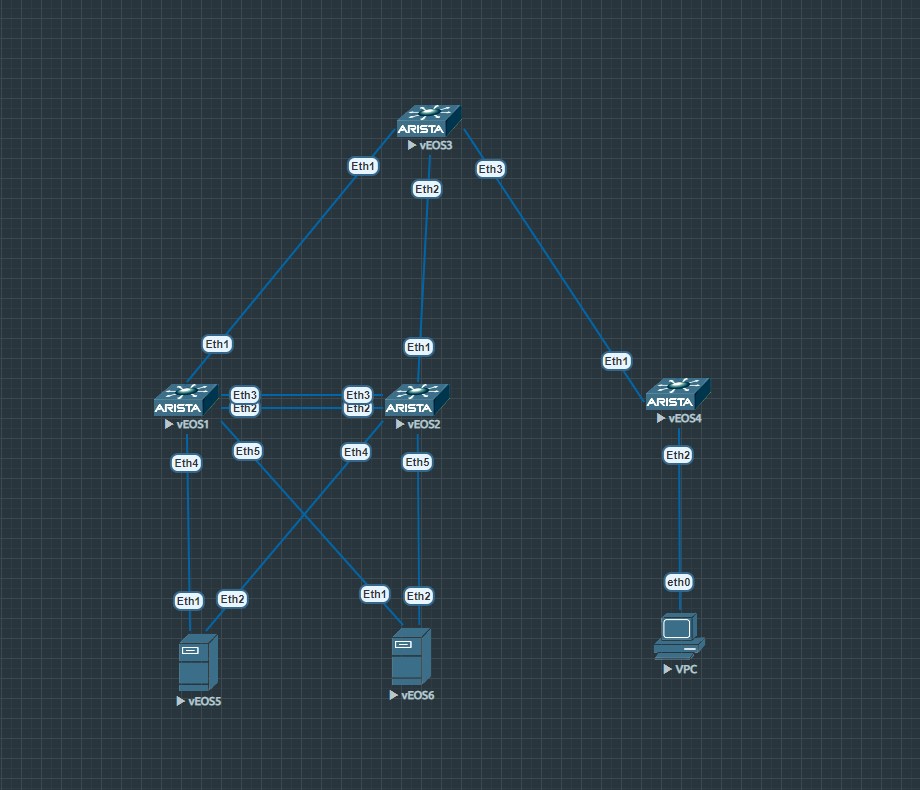 ARISTA
vEOS3
Eth1
Eth3
Eth2
Eth1
Eth1
Eth1
ARISTA
vEOS1
Eth3
Eth3
Eth2
Eth2
ARISTA
vEOS2
ARISTA
vEOS4
Eth4
Eth5
Eth4
Eth5
Eth2
Eth1
Eth2
Eth1
Eth2
eth0
vEOS5
vEOS6
VPC